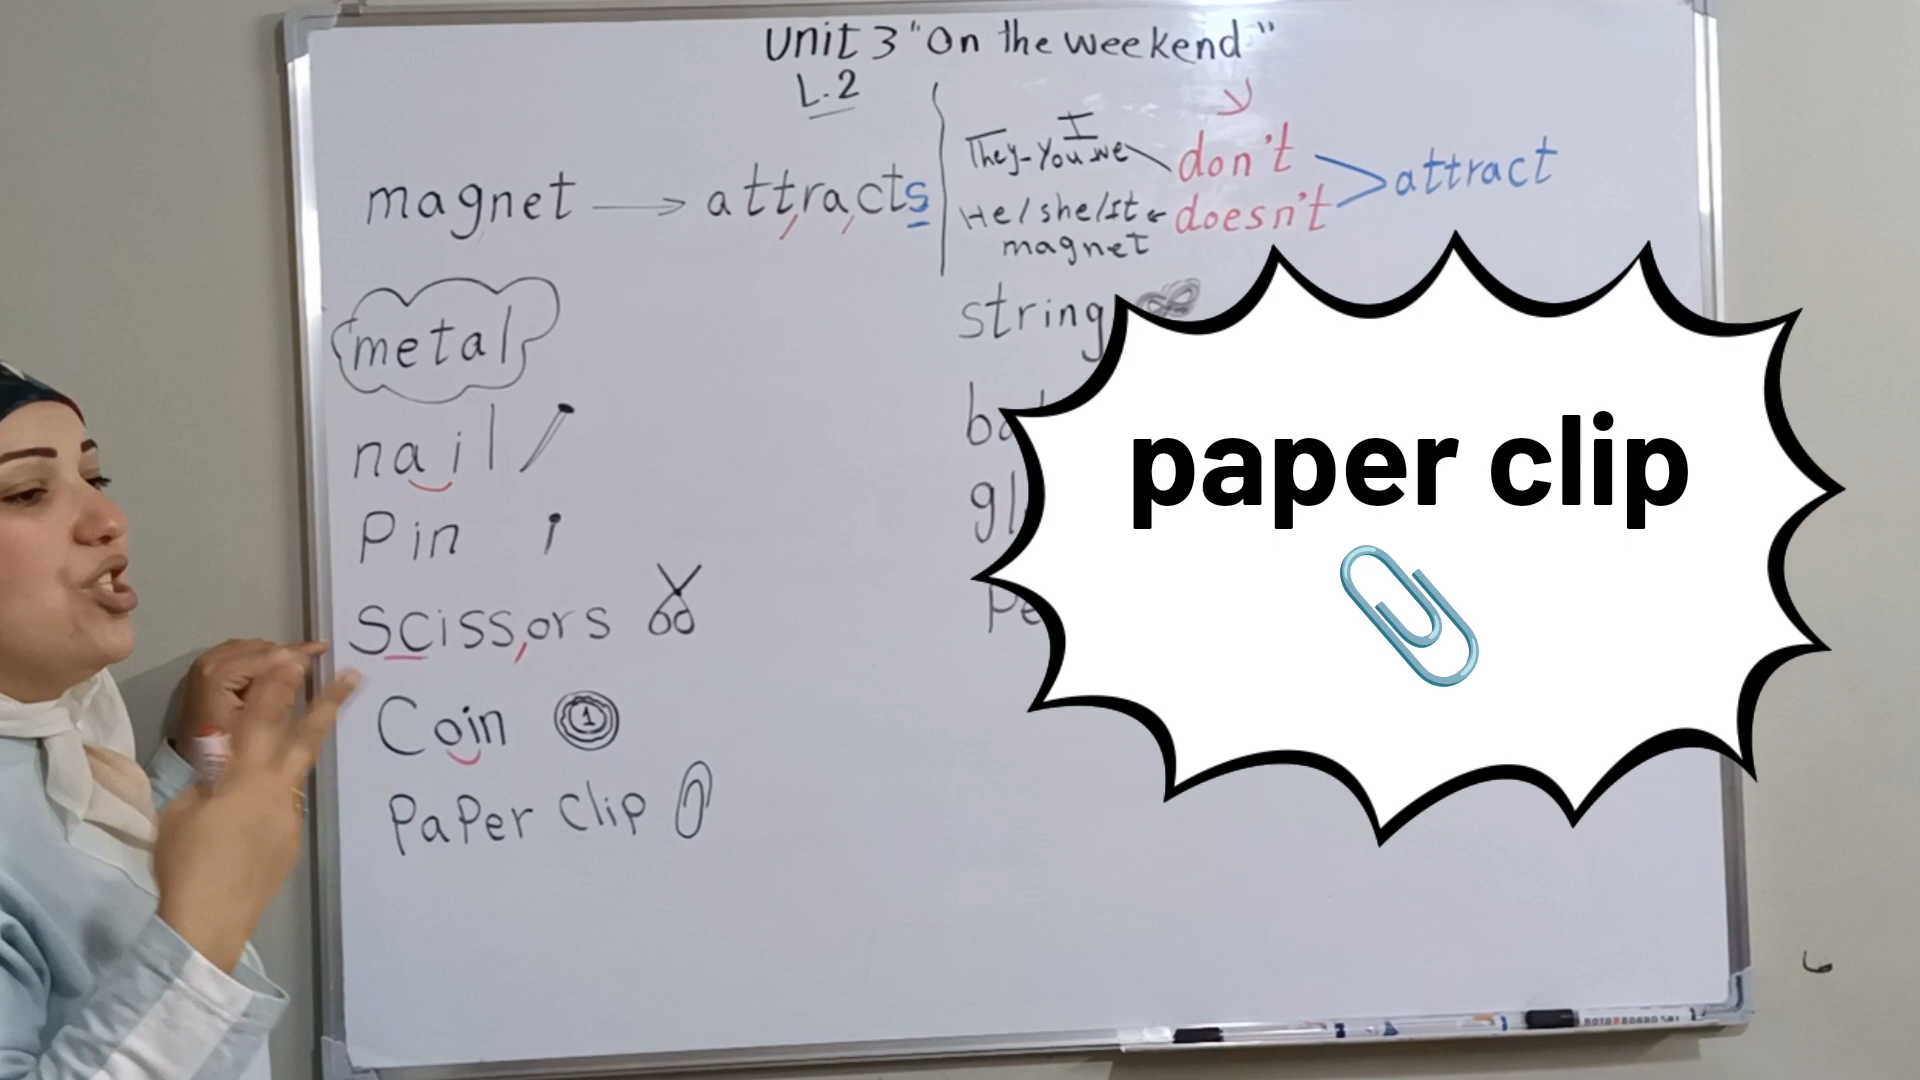 Unit 3 "On the weekend"
L.2
magnet → attracts
I
They-You we don't
He/she/It doesn't
magnet
attract
metal
string
nail
Pin
Scissors
Coin
1
Paper clip
paper clip